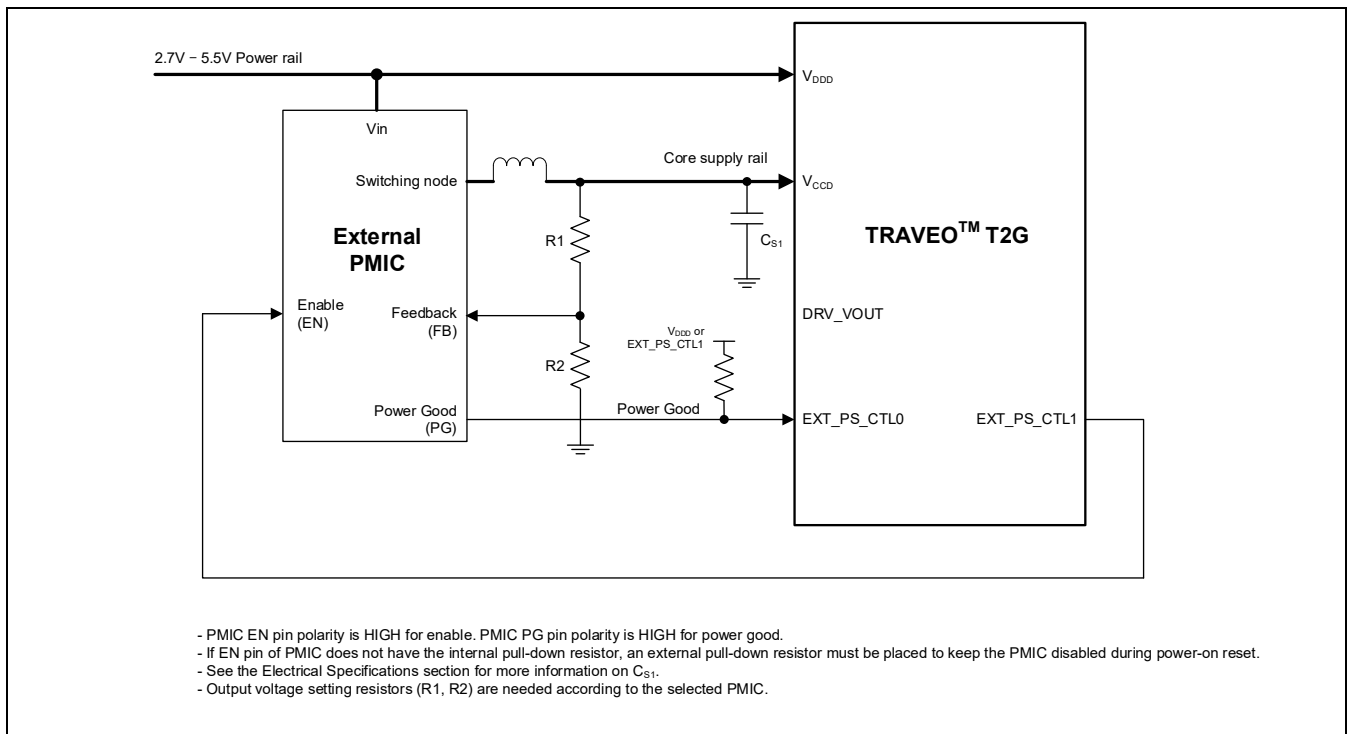 2.7V – 5.5V Power rail
Vin
VDDD
Switching node
Core supply rail
VCCD
External
PMIC
R1
CS1
TRAVEO™ T2G
Enable
(EN)
Feedback
(FB)
DRV_VOUT
VDDD or
EXT_PS_CTL1
R2
Power Good
(PG)
Power Good
EXT_PS_CTL0
EXT_PS_CTL1
- PMIC EN pin polarity is HIGH for enable. PMIC PG pin polarity is HIGH for power good.
- If EN pin of PMIC does not have the internal pull-down resistor, an external pull-down resistor must be placed to keep the PMIC disabled during power-on reset.
- See the Electrical Specifications section for more information on CS1.
- Output voltage setting resistors (R1, R2) are needed according to the selected PMIC.